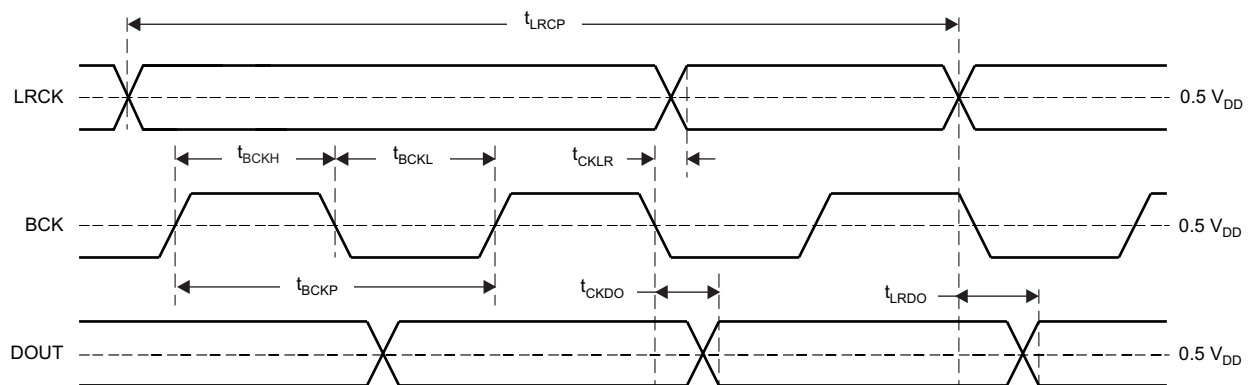 tLRCP
LRCK
0.5 VDD
tBCKH
tBCKL
tCKLR
BCK
0.5 VDD
tBCKP
tCKDO
tLRDO
DOUT
0.5 VDD